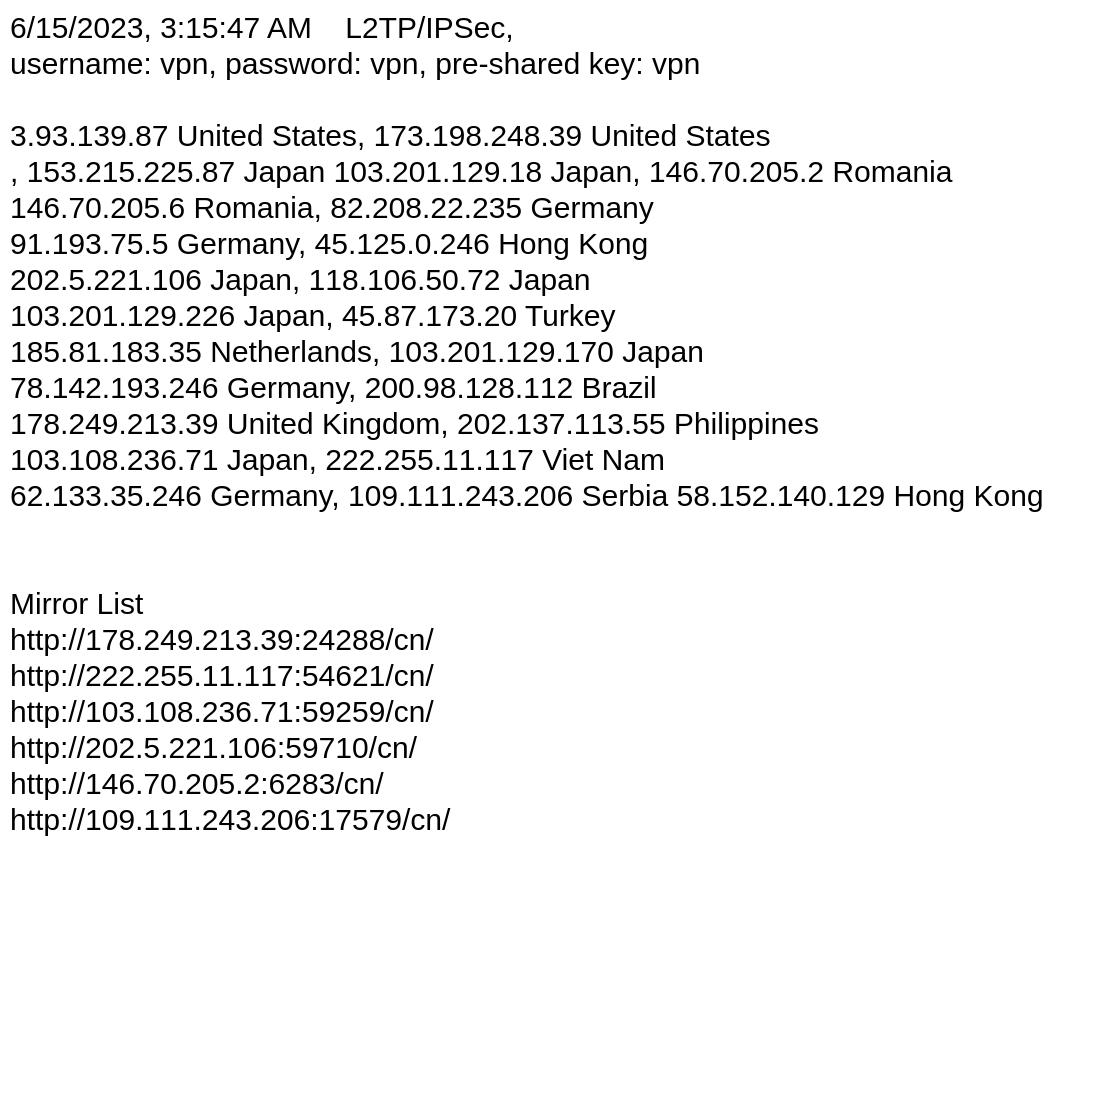 6/15/2023, 3:15:47 AM    L2TP/IPSec,
username: vpn, password: vpn, pre-shared key: vpn
3.93.139.87 United States, 173.198.248.39 United States
, 153.215.225.87 Japan 103.201.129.18 Japan, 146.70.205.2 Romania
146.70.205.6 Romania, 82.208.22.235 Germany
91.193.75.5 Germany, 45.125.0.246 Hong Kong
202.5.221.106 Japan, 118.106.50.72 Japan
103.201.129.226 Japan, 45.87.173.20 Turkey
185.81.183.35 Netherlands, 103.201.129.170 Japan
78.142.193.246 Germany, 200.98.128.112 Brazil
178.249.213.39 United Kingdom, 202.137.113.55 Philippines
103.108.236.71 Japan, 222.255.11.117 Viet Nam
62.133.35.246 Germany, 109.111.243.206 Serbia 58.152.140.129 Hong Kong
Mirror List
http://178.249.213.39:24288/cn/
http://222.255.11.117:54621/cn/
http://103.108.236.71:59259/cn/
http://202.5.221.106:59710/cn/
http://146.70.205.2:6283/cn/
http://109.111.243.206:17579/cn/